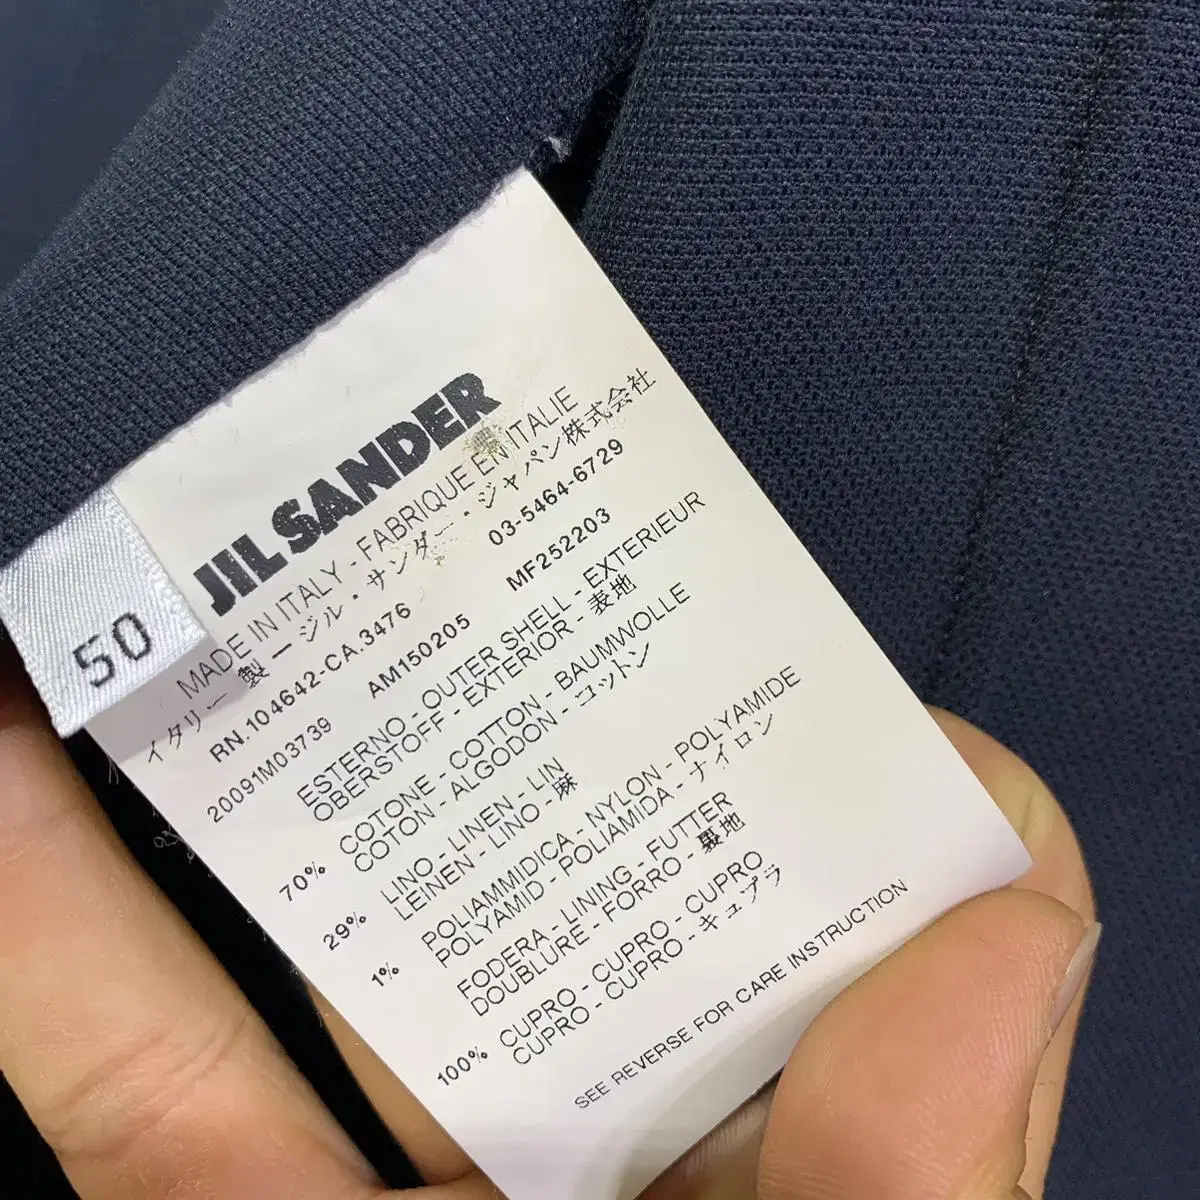 JIL SANDER
MADE IN ITALY - FABRIQUE EN ITALIE
イタリー製 ージル・サンダー・ジャパン株式会社
RN.104642-CA.3476 03-5464-6729
20091M03739 AM150205 MF252203
ESTERNO - OUTER SHELL - EXTERIEUR
OBERSTOFF - EXTERIOR - 表地
70% COTONE - COTTON - BAUMWOLLE
COTON - ALGODON - コットン
29% LINO - LINEN - LIN
LEINEN - LINO - 麻
1% POLIAMMIDICA - NYLON - POLYAMIDE
POLYAMID - POLIAMIDA - ナイロン
FODERA - LINING - FUTTER
DOUBLURE - FORRO - 裏地
100% CUPRO - CUPRO - CUPRO
CUPRO - CUPRO - キュプラ
SEE REVERSE FOR CARE INSTRUCTION
50